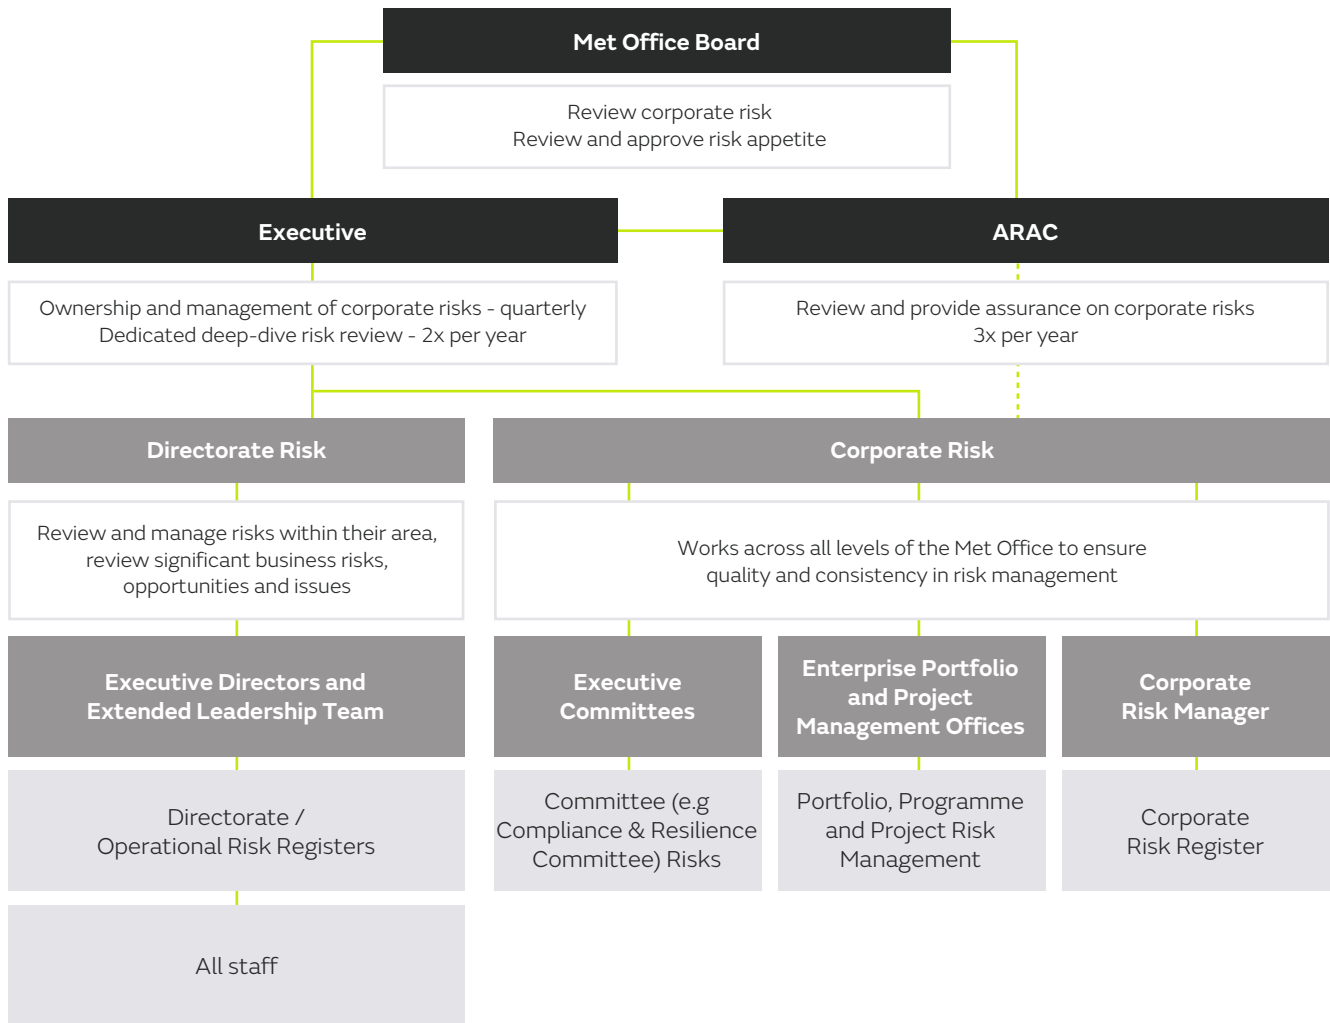 Met Office Board
Review corporate risk
Review and approve risk appetite
Executive
Ownership and management of corporate risks - quarterly
Dedicated deep-dive risk review - 2x per year
ARAC
Review and provide assurance on corporate risks
3x per year
Directorate Risk
Review and manage risks within their area,
review significant business risks,
opportunities and issues
Corporate Risk
Works across all levels of the Met Office to ensure
quality and consistency in risk management
Executive Directors and
Extended Leadership Team
Executive
Committees
Enterprise Portfolio
and Project
Management Offices
Corporate
Risk Manager
Directorate /
Operational Risk Registers
Committee (e.g
Compliance & Resilience
Committee) Risks
Portfolio, Programme
and Project Risk
Management
Corporate
Risk Register
All staff